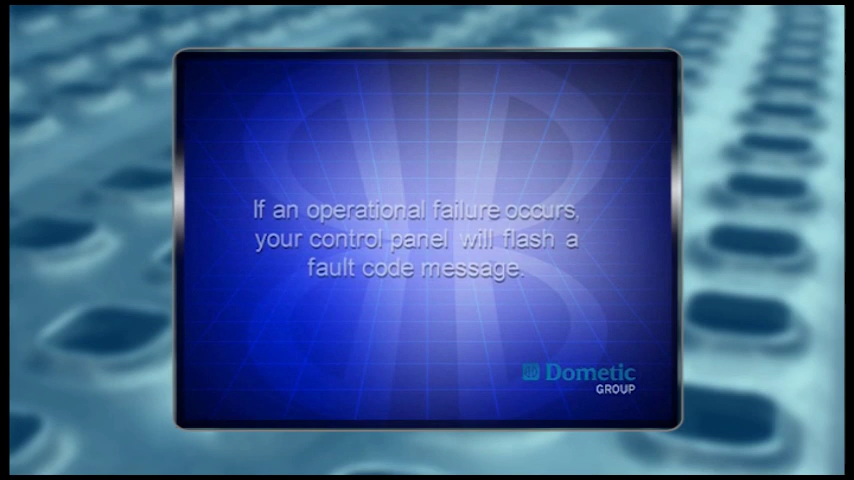 If an operational failure occurs,
your control panel will flash a
fault code message.
Dometic
GROUP